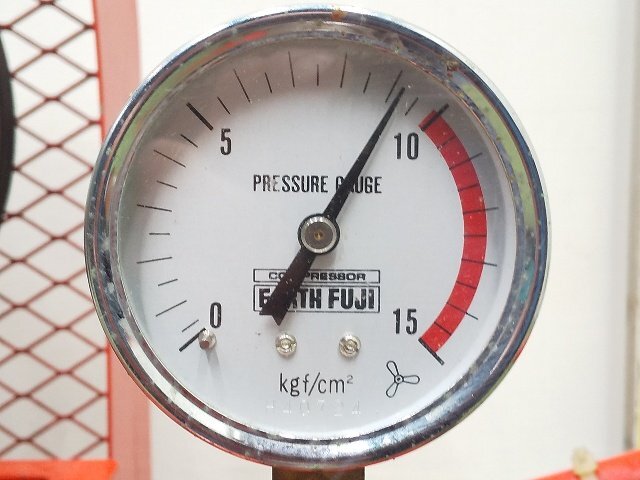 5
10
PRESSURE GAUGE
COMPRESSOR
EARTH FUJI
0
15
kgf/cm²